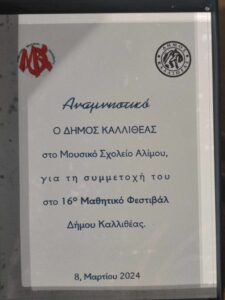 Αναμνηστικό
Ο ΔΗΜΟΣ ΚΑΛΛΙΘΕΑΣ
στο Μουσικό Σχολείο Αλίμου,
για τη συμμετοχή του
στο 16º Μαθητικό Φεστιβάλ
Δήμου Καλλιθέας.
8, Μαρτίου 2024